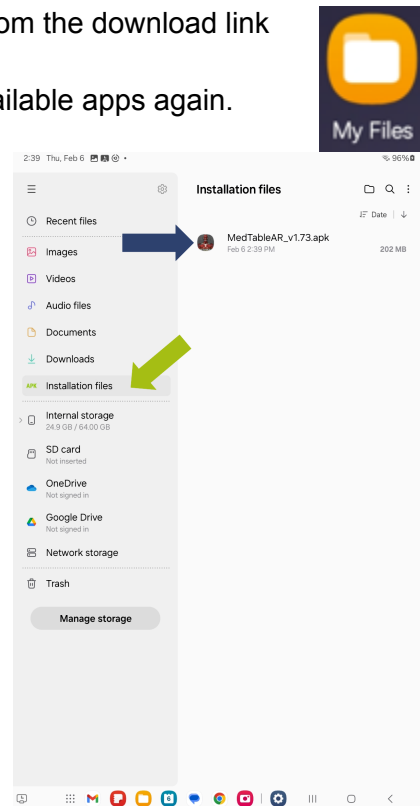 om the download link
ailable apps again.
My Files
2:39 Thu, Feb 6
96%
Installation files
Date
Recent files
Images
Videos
Audio files
Documents
Downloads
APK Installation files
Internal storage
24.9 GB / 64.00 GB
SD card
Not inserted
OneDrive
Not signed in
Google Drive
Not signed in
Network storage
Trash
Manage storage
MedTableAR_v1.73.apk
Feb 6 2:39 PM
202 MB
6